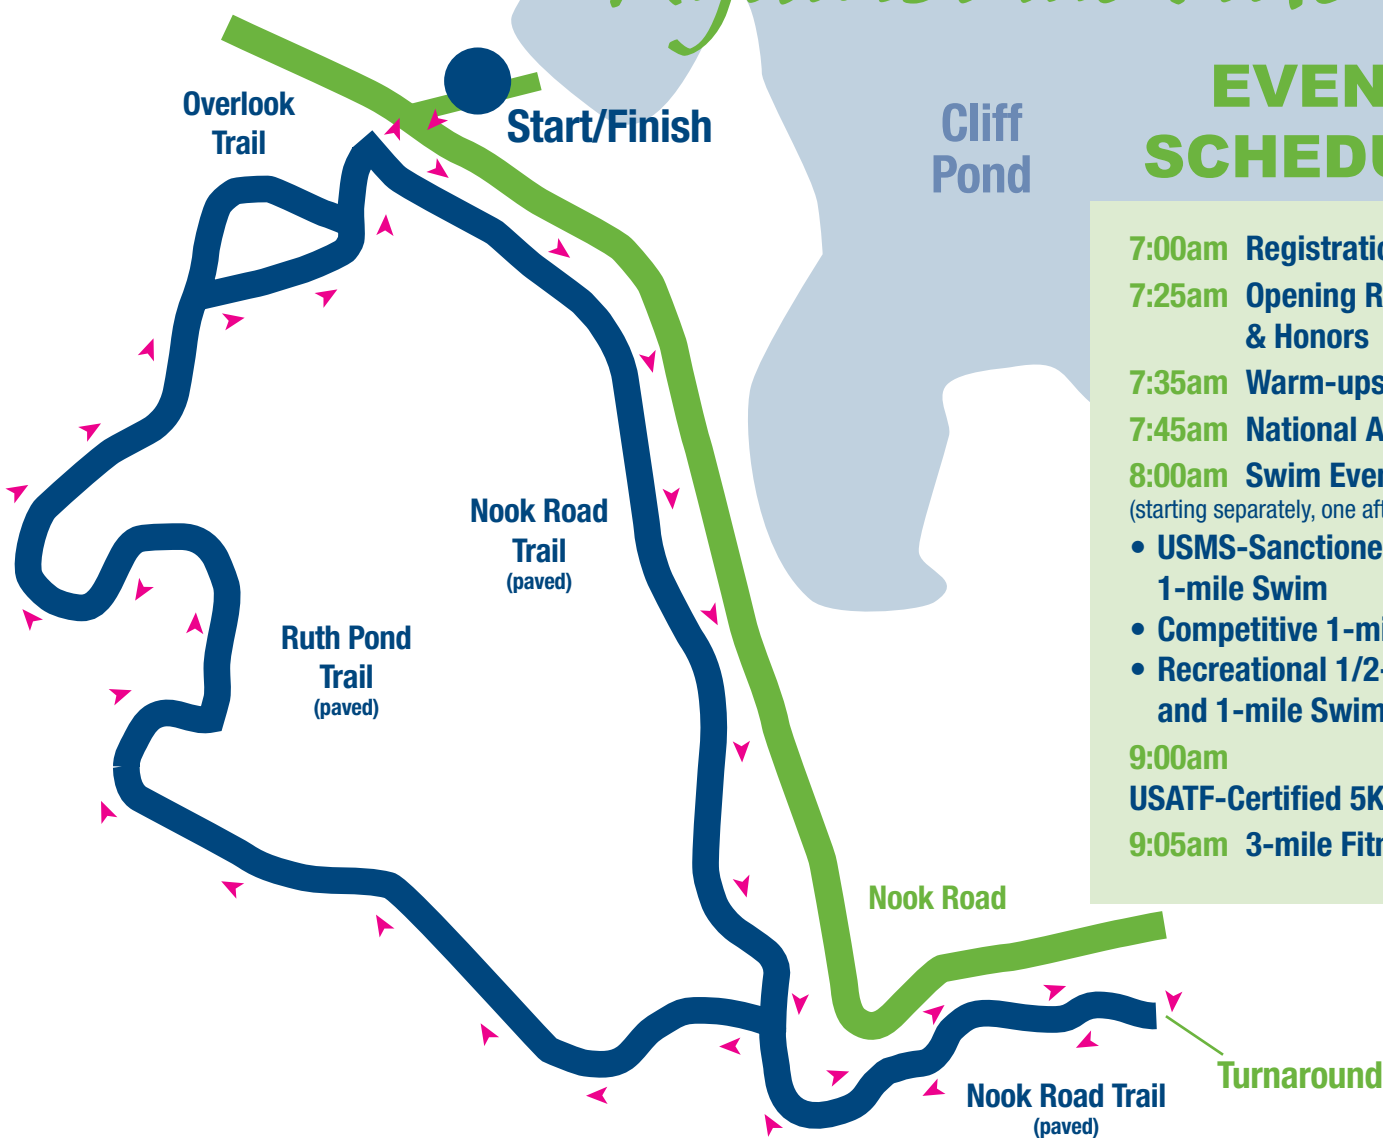 EVEN
SCHEDU
Overlook
Trail
Start/Finish
Cliff
Pond
7:00am Registratio
7:25am Opening R
& Honors
7:35am Warm-ups
7:45am National A
8:00am Swim Even
(starting separately, one aft
• USMS-Sanctione
1-mile Swim
• Competitive 1-mi
• Recreational 1/2-
and 1-mile Swim
9:00am
USATF-Certified 5K
9:05am 3-mile Fitn
Nook Road
Trail
(paved)
Ruth Pond
Trail
(paved)
Nook Road
Turnaround
Nook Road Trail
(paved)